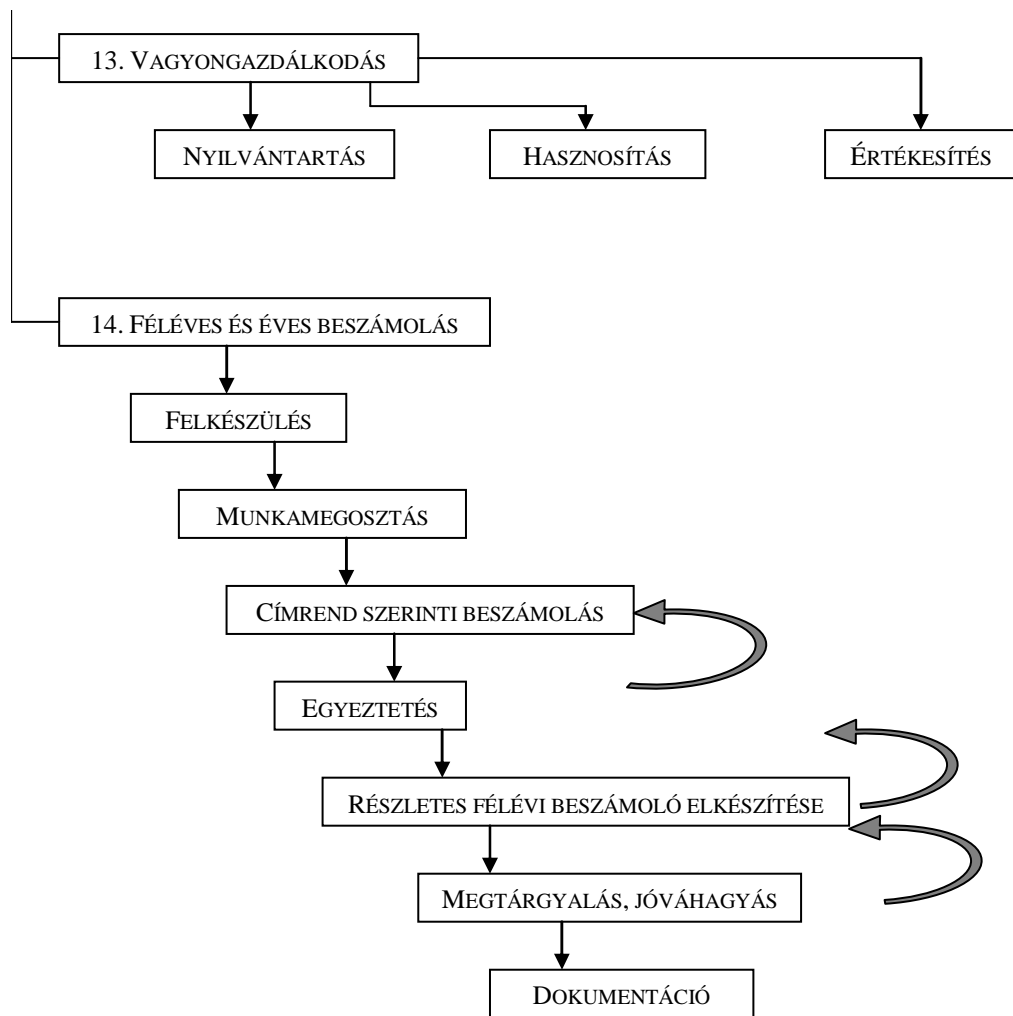 13. VAGYONGAZDÁLKODÁS
NYILVÁNTARTÁS
HASZNOSÍTÁS
ÉRTÉKESÍTÉS
14. FÉLÉVES ÉS ÉVES BESZÁMOLÁS
FELKÉSZÜLÉS
MUNKAMEGOSZTÁS
CÍMREND SZERINTI BESZÁMOLÁS
EGYEZTETÉS
RÉSZLETES FÉLÉVI BESZÁMOLÓ ELKÉSZÍTÉSE
MEGTÁRGYALÁS, JÓVÁHAGYÁS
DOKUMENTÁCIÓ